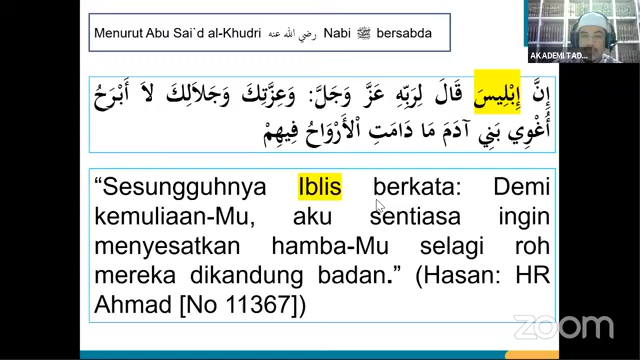 Menurut Abu Sai`d al-Khudri رضي الله عنه Nabi ﷺ bersabda
AKADEMI TAD...
إِنَّ إِبْلِيسَ قَالَ لِرَبِّهِ عَزَّ وَجَلَّ: وَعِزَّتِكَ وَجَلاَلِكَ لاَ أَبْرَحُ
أُغْوِي بَنِي آدَمَ مَا دَامَتِ الْأَرْوَاحُ فِيهِمْ
“Sesungguhnya Iblis berkata: Demi
kemuliaan-Mu, aku sentiasa ingin
menyesatkan hamba-Mu selagi roh
mereka dikandung badan.” (Hasan: HR
Ahmad [No 11367])
zoom